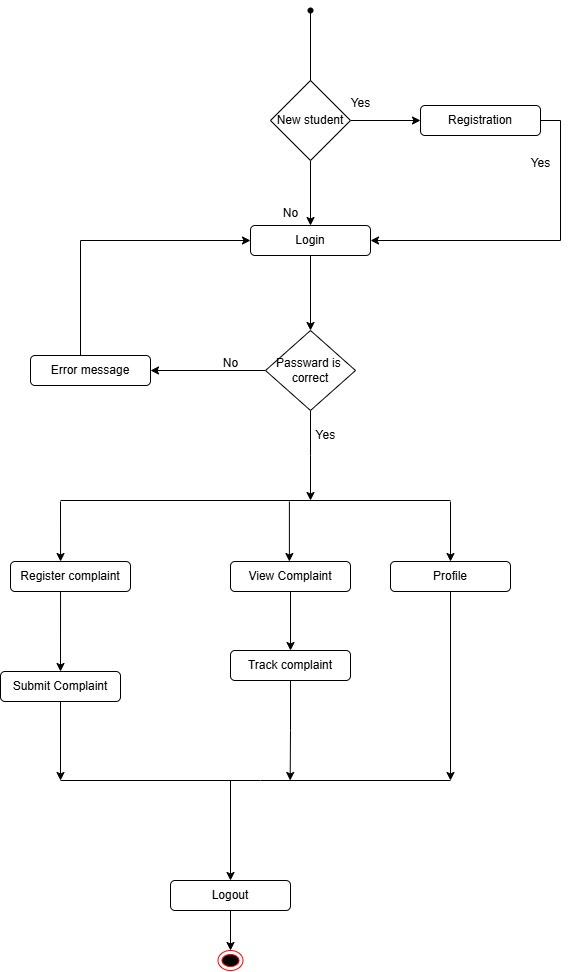 Yes
New student
Registration
Yes
No
Login
Passward is
correct
No
Error message
Yes
Register complaint
View Complaint
Profile
Track complaint
Submit Complaint
Logout